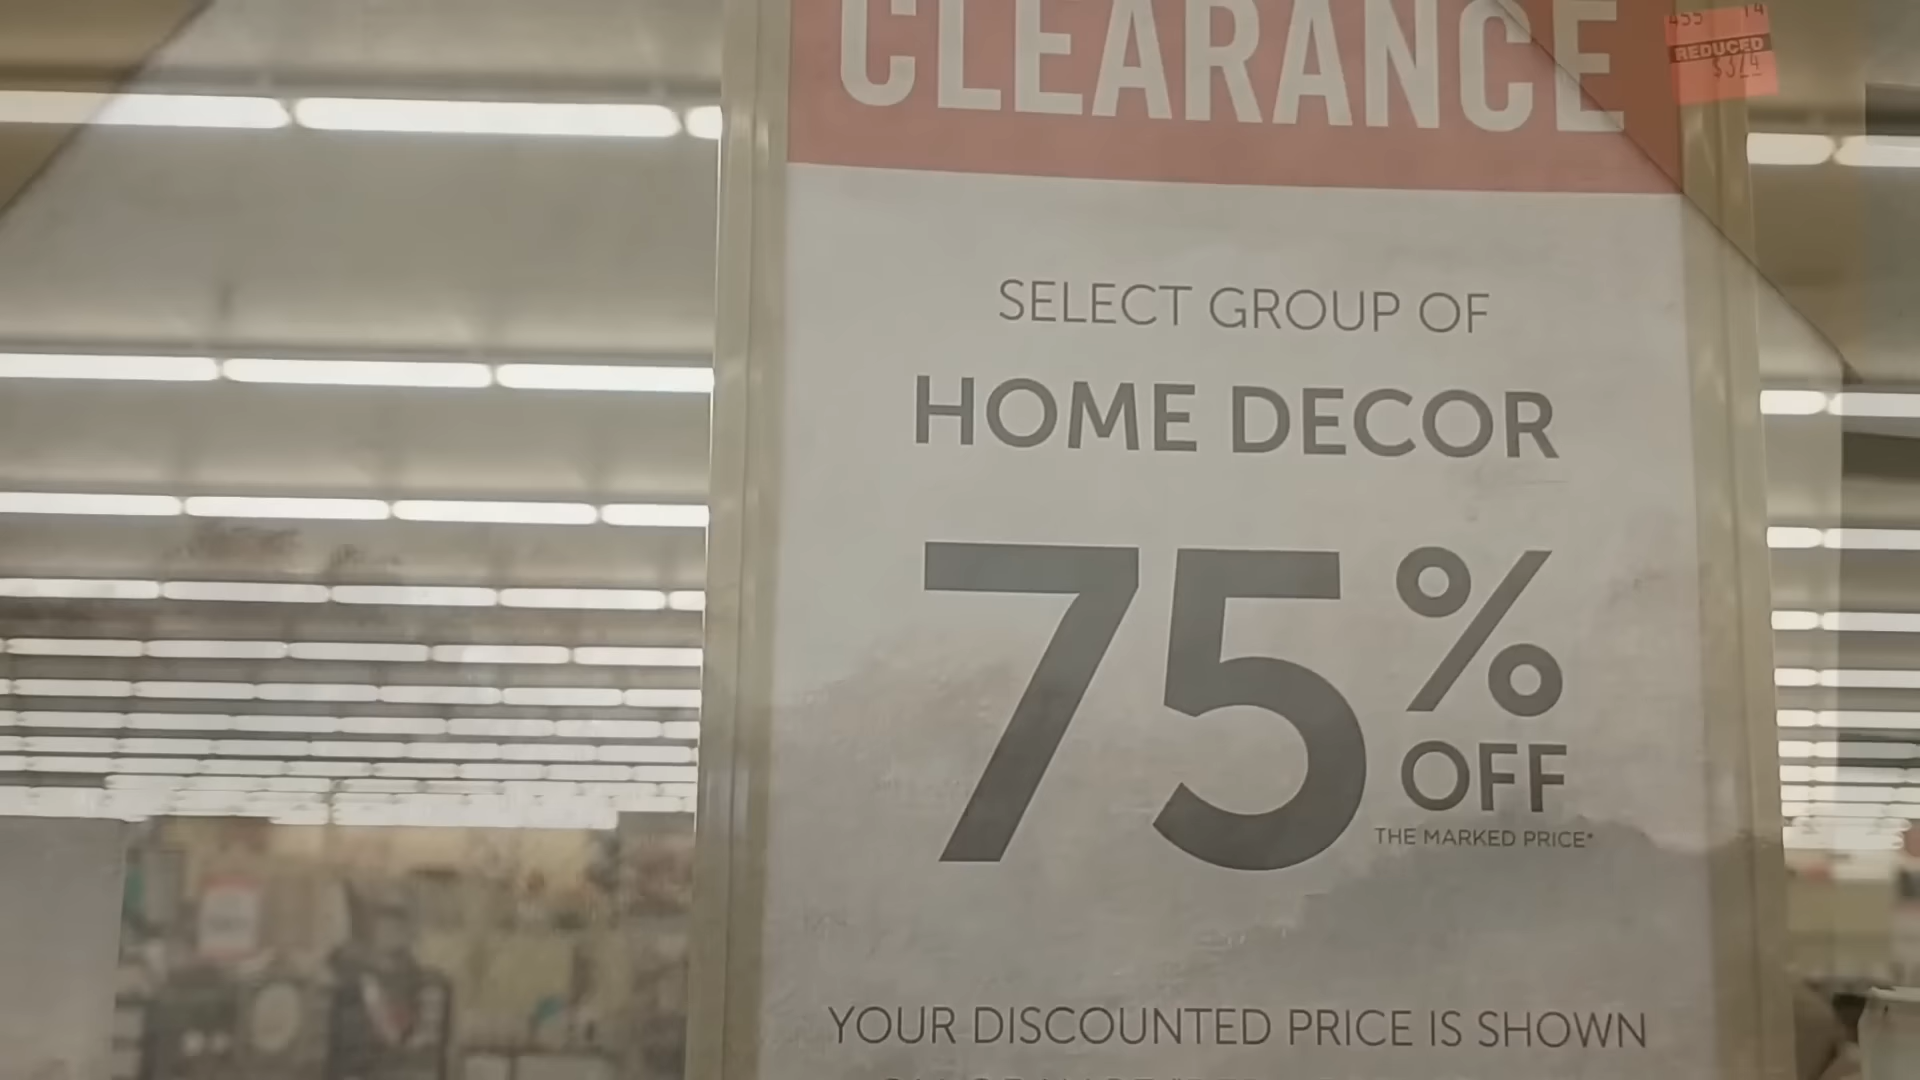 CLEARANCE
REDUCED
SELECT GROUP OF
HOME DECOR
75%
OFF
THE MARKED PRICE*
YOUR DISCOUNTED PRICE IS SHOWN